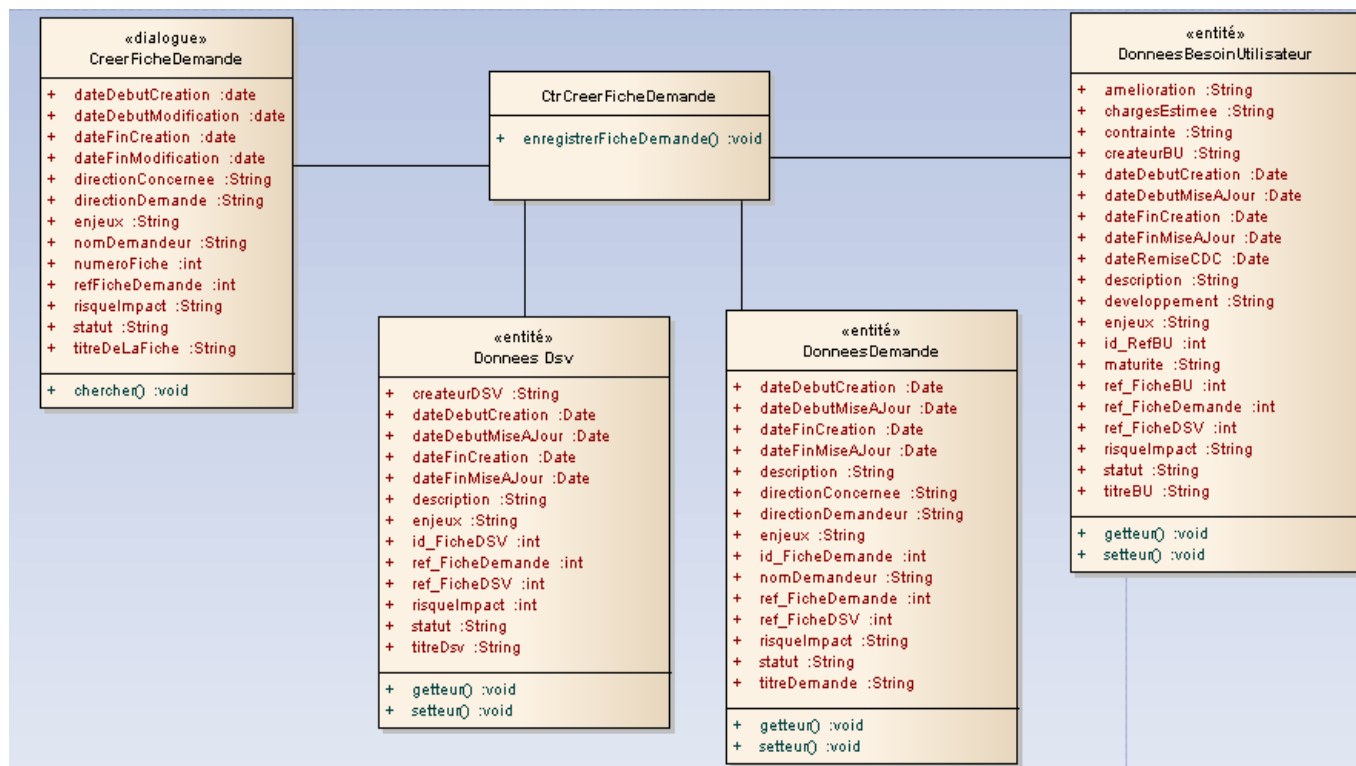 «dialogue»
CreerFicheDemande
+ dateDebutCreation :date
+ dateDebutModification :date
+ dateFinCreation :date
+ dateFinModification :date
+ directionConcernee :String
+ directionDemande :String
+ enjeux :String
+ nomDemandeur :String
+ numeroFiche :int
+ refFicheDemande :int
+ risqueImpact :String
+ statut :String
+ titreDeLaFiche :String
+ chercher() :void
CtrCreerFicheDemande
+ enregistrerFicheDemande() :void
«entité»
DonneesBesoinUtilisateur
+ amelioration :String
+ chargesEstimee :String
+ contrainte :String
+ createurBU :String
+ dateDebutCreation :Date
+ dateDebutMiseAJour :Date
+ dateFinCreation :Date
+ dateFinMiseAJour :Date
+ dateRemiseCDC :Date
+ description :String
+ developpement :String
+ enjeux :String
+ id_RefBU :int
+ maturite :String
+ ref_FicheBU :int
+ ref_FicheDemande :int
+ ref_FicheDSV :int
+ risqueImpact :String
+ statut :String
+ titreBU :String
+ getteur() :void
+ setteur() :void
«entité»
Donnees Dsv
+ createurDSV :String
+ dateDebutCreation :Date
+ dateDebutMiseAJour :Date
+ dateFinCreation :Date
+ dateFinMiseAJour :Date
+ description :String
+ enjeux :String
+ id_FicheDSV :int
+ ref_FicheDemande :int
+ ref_FicheDSV :int
+ risqueImpact :int
+ statut :String
+ titreDsv :String
+ getteur() :void
+ setteur() :void
«entité»
DonneesDemande
+ dateDebutCreation :Date
+ dateDebutMiseAJour :Date
+ dateFinCreation :Date
+ dateFinMiseAJour :Date
+ description :String
+ directionConcernee :String
+ directionDemandeur :String
+ enjeux :String
+ id_FicheDemande :int
+ nomDemandeur :String
+ ref_FicheDemande :int
+ ref_FicheDSV :int
+ risqueImpact :String
+ statut :String
+ titreDemande :String
+ getteur() :void
+ setteur() :void